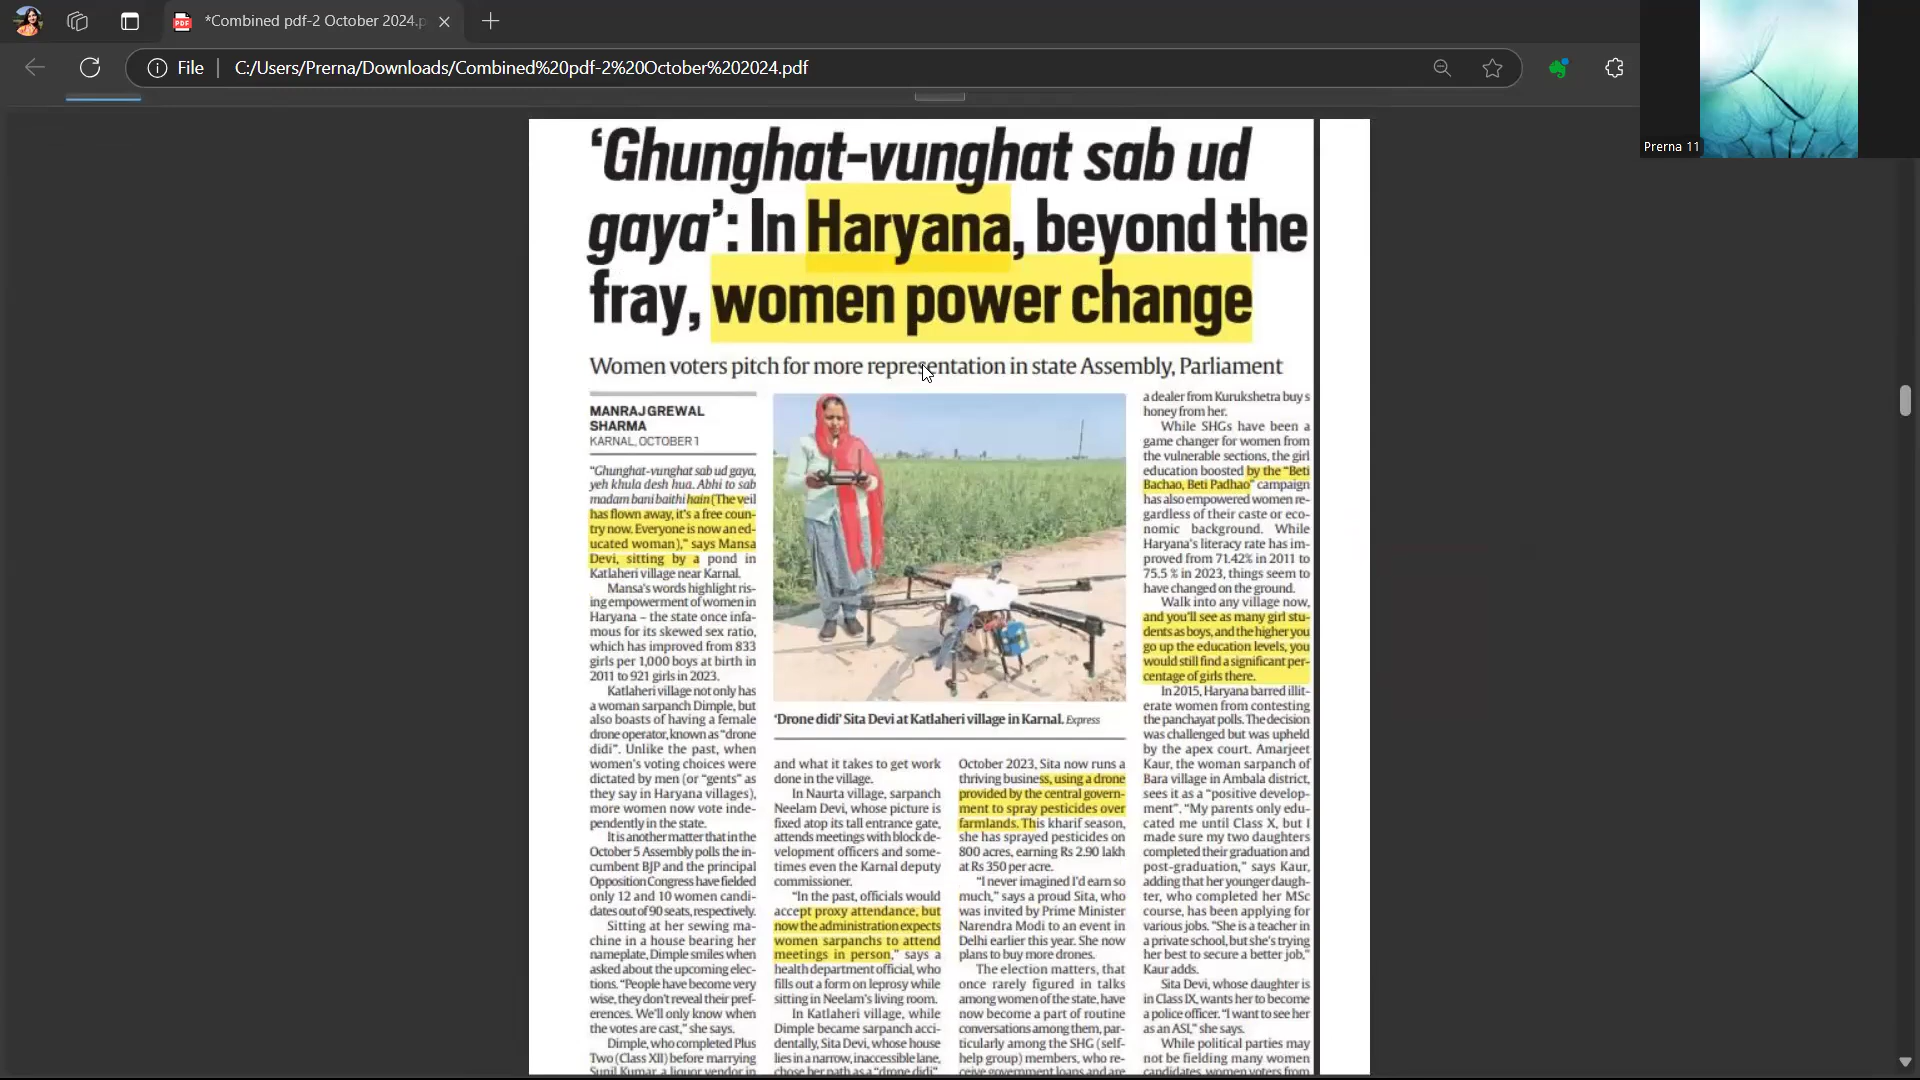 *Combined pdf-2 October 2024.p
File
C:/Users/Prerna/Downloads/Combined%20pdf-2%20October%202024.pdf
Prerna 11
‘Ghunghat-vunghat sab ud
gaya’: In Haryana, beyond the
fray, women power change
Women voters pitch for more representation in state Assembly, Parliament
MANRAJ GREWAL
SHARMA
KARNAL, OCTOBER 1
“Ghunghat-vunghat sab ud gaya,
yeh khula desh hua. Abhi to sab
madam bani baithi hain (The veil
has flown away, it's a free coun-
try now. Everyone is now an ed-
ucated woman),” says Mansa
Devi, sitting by a pond in
Katlaheri village near Karnal.
Mansa's words highlight ris-
ing empowerment of women in
Haryana – the state once infa-
mous for its skewed sex ratio,
which has improved from 833
girls per 1,000 boys at birth in
2011 to 921 girls in 2023.
Katlaheri village not only has
a woman sarpanch Dimple, but
also boasts of having a female
drone operator, known as “drone
didi”. Unlike the past, when
women's voting choices were
dictated by men (or “gents” as
they say in Haryana villages),
more women now vote inde-
pendently in the state.
It is another matter that in the
October 5 Assembly polls the in-
cumbent BJP and the principal
Opposition Congress have fielded
only 12 and 10 women candi-
dates out of 90 seats, respectively.
Sitting at her sewing ma-
chine in a house bearing her
nameplate, Dimple smiles when
asked about the upcoming elec-
tions. “People have become very
wise, they don't reveal their pref-
erences. We'll only know when
the votes are cast,” she says.
Dimple, who completed Plus
Two (Class XII) before marrying
Sunil Kumar, a liquor vendor in
‘Drone didi’ Sita Devi at Katlaheri village in Karnal. Express
and what it takes to get work
done in the village.
In Naurta village, sarpanch
Neelam Devi, whose picture is
fixed atop its tall entrance gate,
attends meetings with block de-
velopment officers and some-
times even the Karnal deputy
commissioner.
“In the past, officials would
accept proxy attendance, but
now the administration expects
women sarpanchs to attend
meetings in person,” says a
health department official, who
fills out a form on leprosy while
sitting in Neelam's living room.
In Katlaheri village, while
Dimple became sarpanch acci-
dentally, Sita Devi, whose house
lies in a narrow, inaccessible lane,
chose her path as a “drone didi”.
October 2023, Sita now runs a
thriving business, using a drone
provided by the central govern-
ment to spray pesticides over
farmlands. This kharif season,
she has sprayed pesticides on
800 acres, earning Rs 2.90 lakh
at Rs 350 per acre.
“I never imagined I'd earn so
much,” says a proud Sita, who
was invited by Prime Minister
Narendra Modi to an event in
Delhi earlier this year. She now
plans to buy more drones.
The election matters, that
once rarely figured in talks
among women of the state, have
now become a part of routine
conversations among them, par-
ticularly among the SHG (self-
help group) members, who re-
ceive government loans and are
a dealer from Kurukshetra buys
honey from her.
While SHGs have been a
game changer for women from
the vulnerable sections, the girl
education boosted by the “Beti
Bachao, Beti Padhao” campaign
has also empowered women re-
gardless of their caste or eco-
nomic background. While
Haryana's literacy rate has im-
proved from 71.42% in 2011 to
75.5 % in 2023, things seem to
have changed on the ground.
Walk into any village now,
and you'll see as many girl stu-
dents as boys, and the higher you
go up the education levels, you
would still find a significant per-
centage of girls there.
In 2015, Haryana barred illit-
erate women from contesting
the panchayat polls. The decision
was challenged but was upheld
by the apex court. Amarjeet
Kaur, the woman sarpanch of
Bara village in Ambala district,
sees it as a “positive develop-
ment”. “My parents only edu-
cated me until Class X, but I
made sure my two daughters
completed their graduation and
post-graduation,” says Kaur,
adding that her younger daugh-
ter, who completed her MSc
course, has been applying for
various jobs. “She is a teacher in
a private school, but she's trying
her best to secure a better job,”
Kaur adds.
Sita Devi, whose daughter is
in Class IX, wants her to become
a police officer. “I want to see her
as an ASI,” she says.
While political parties may
not be fielding many women
candidates, women voters from